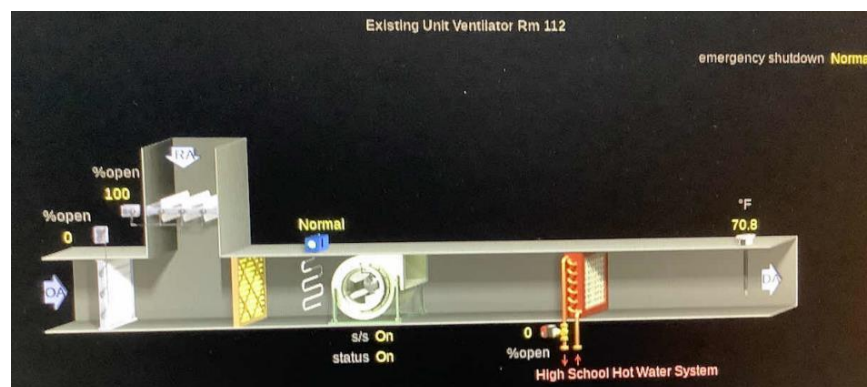 Existing Unit Ventilator Rm 112
emergency shutdown Norma
RA
%open
100
%open
0
Normal
°F
70.8
OA
DA
s/s On
status On
0
%open
High School Hot Water System